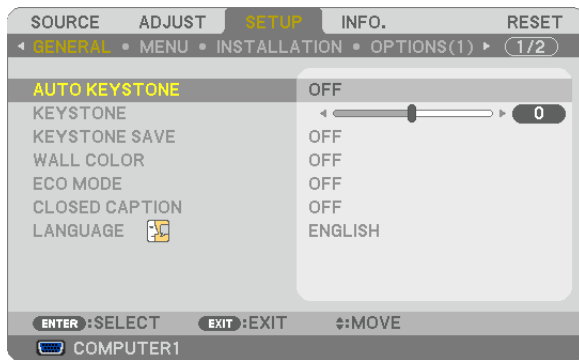 SOURCE ADJUST SETUP INFO. RESET
GENERAL • MENU • INSTALLATION • OPTIONS(1) 1/2
AUTO KEYSTONE OFF
KEYSTONE 0
KEYSTONE SAVE OFF
WALL COLOR OFF
ECO MODE OFF
CLOSED CAPTION OFF
LANGUAGE ENGLISH
ENTER :SELECT EXIT :EXIT :MOVE
COMPUTER1